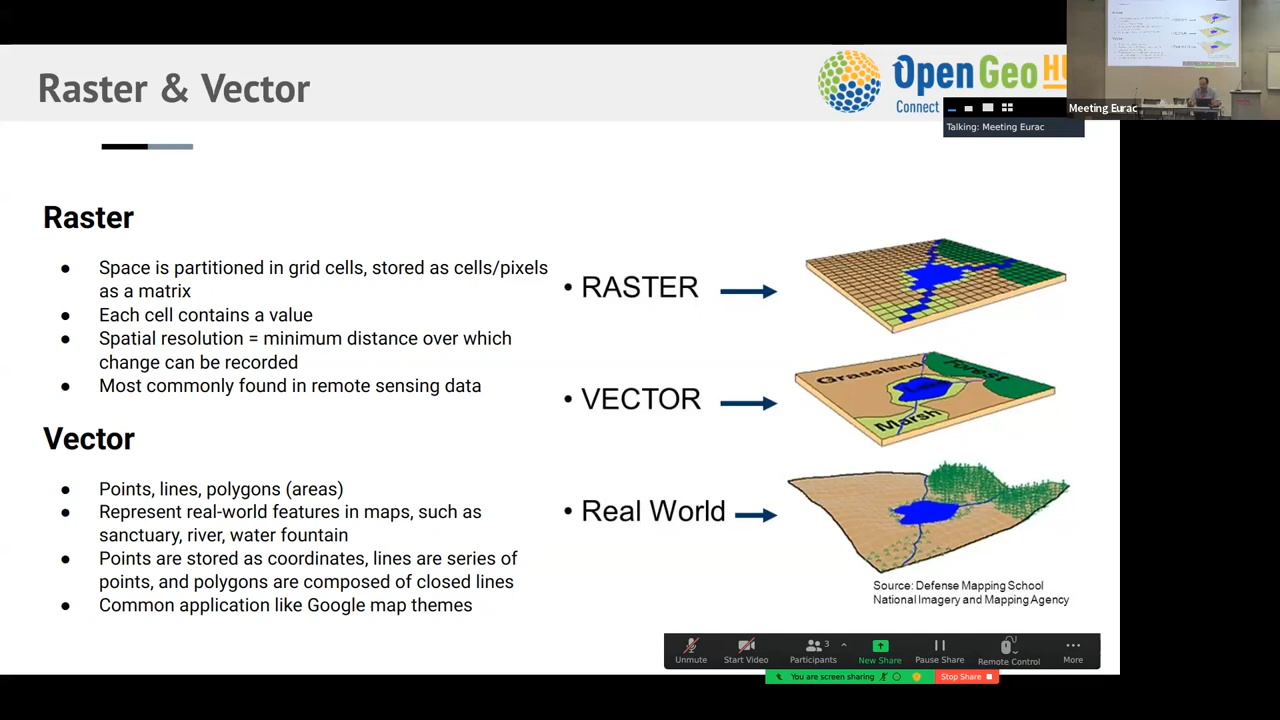 Raster & Vector
OpenGeoHU
Connect
Meeting Eurac
Talking: Meeting Eurac
Raster
● Space is partitioned in grid cells, stored as cells/pixels
as a matrix
● Each cell contains a value
● Spatial resolution = minimum distance over which
change can be recorded
● Most commonly found in remote sensing data
Vector
● Points, lines, polygons (areas)
● Represent real-world features in maps, such as
sanctuary, river, water fountain
● Points are stored as coordinates, lines are series of
points, and polygons are composed of closed lines
● Common application like Google map themes
• RASTER
• VECTOR
Grassland
Forest
Marsh
• Real World
Source: Defense Mapping School
National Imagery and Mapping Agency
Unmute
Start Video
Participants
3
New Share
Pause Share
Remote Control
More
You are screen sharing
Stop Share